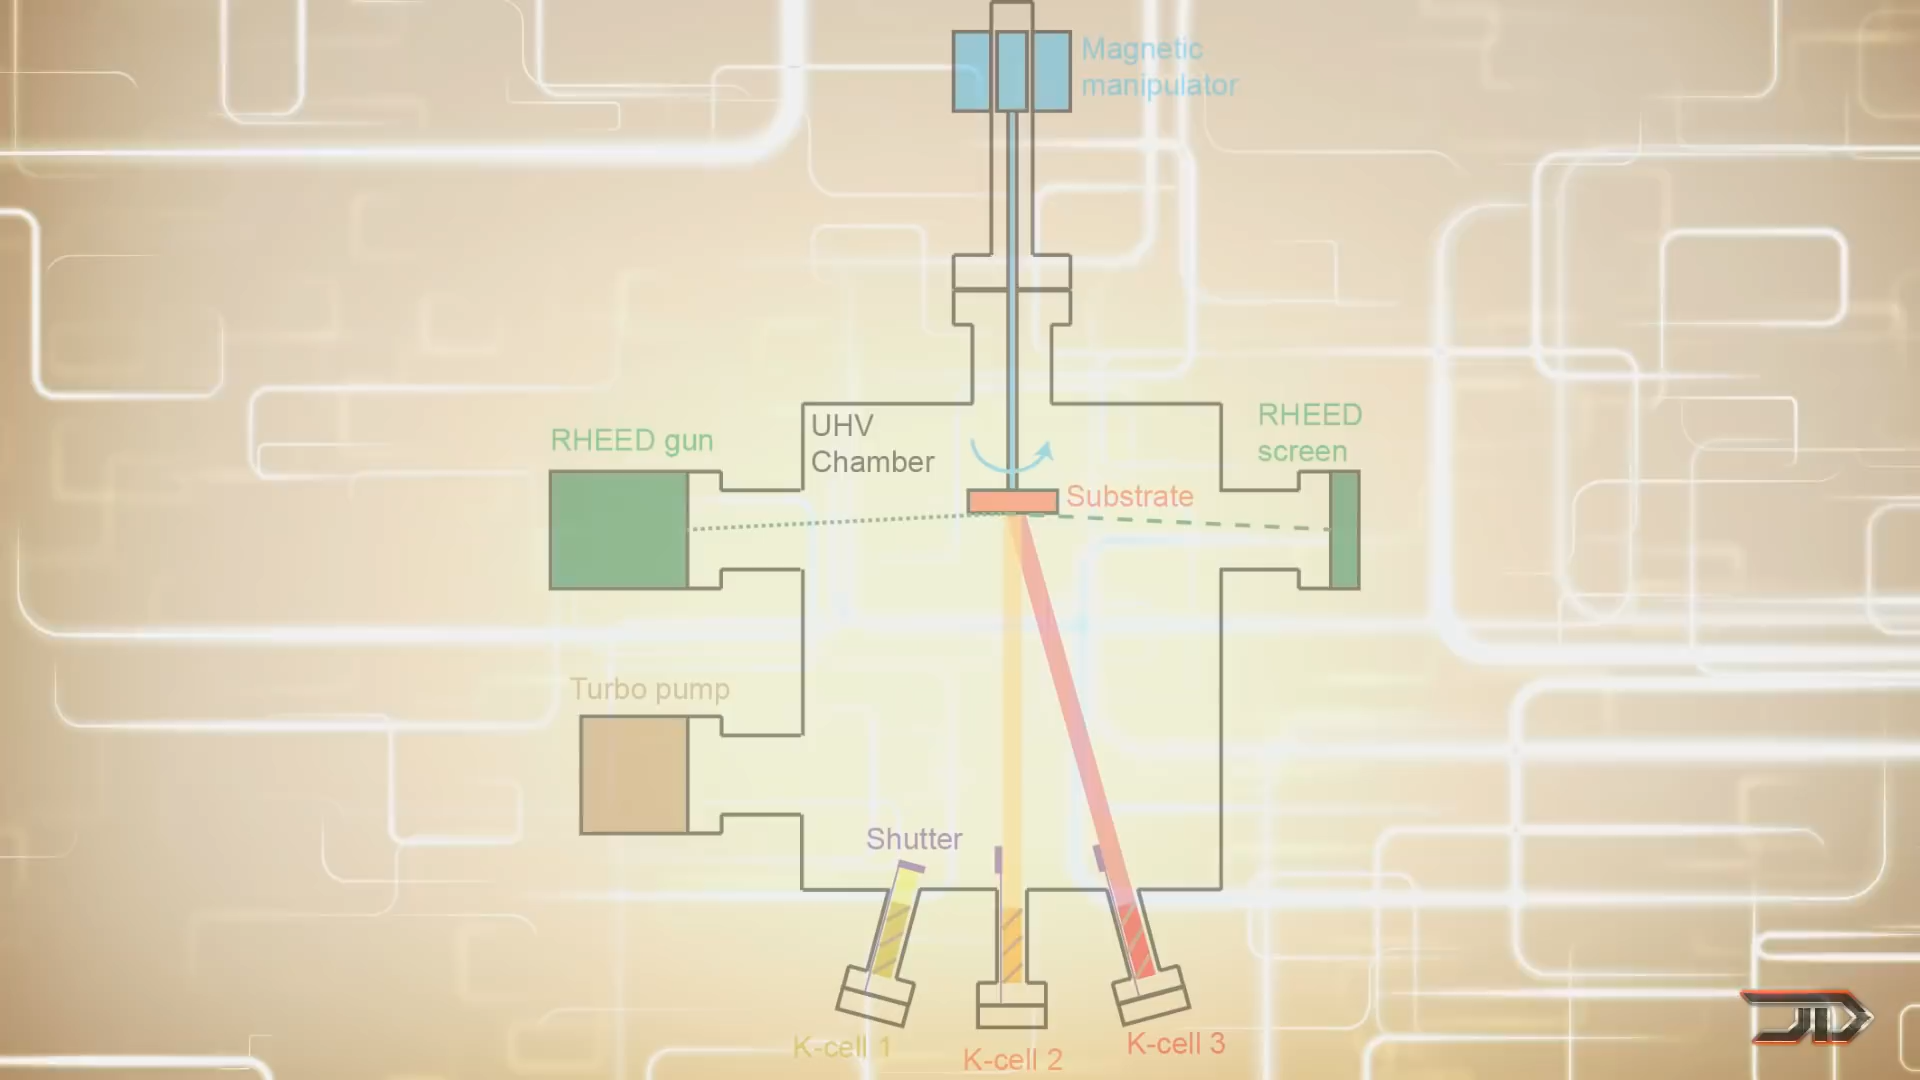 Magnetic
manipulator
RHEED gun
UHV
Chamber
RHEED
screen
Substrate
Turbo pump
Shutter
K-cell 1
K-cell 2
K-cell 3